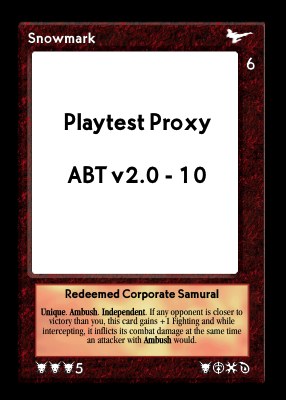 Snowmark
6
Playtest Proxy
ABT v2.0 - 10
Redeemed Corporate Samurai
Unique. Ambush. Independent. If any opponent is closer to
victory than you, this card gains +1 Fighting and while
intercepting, it inflicts its combat damage at the same time
an attacker with Ambush would.
5